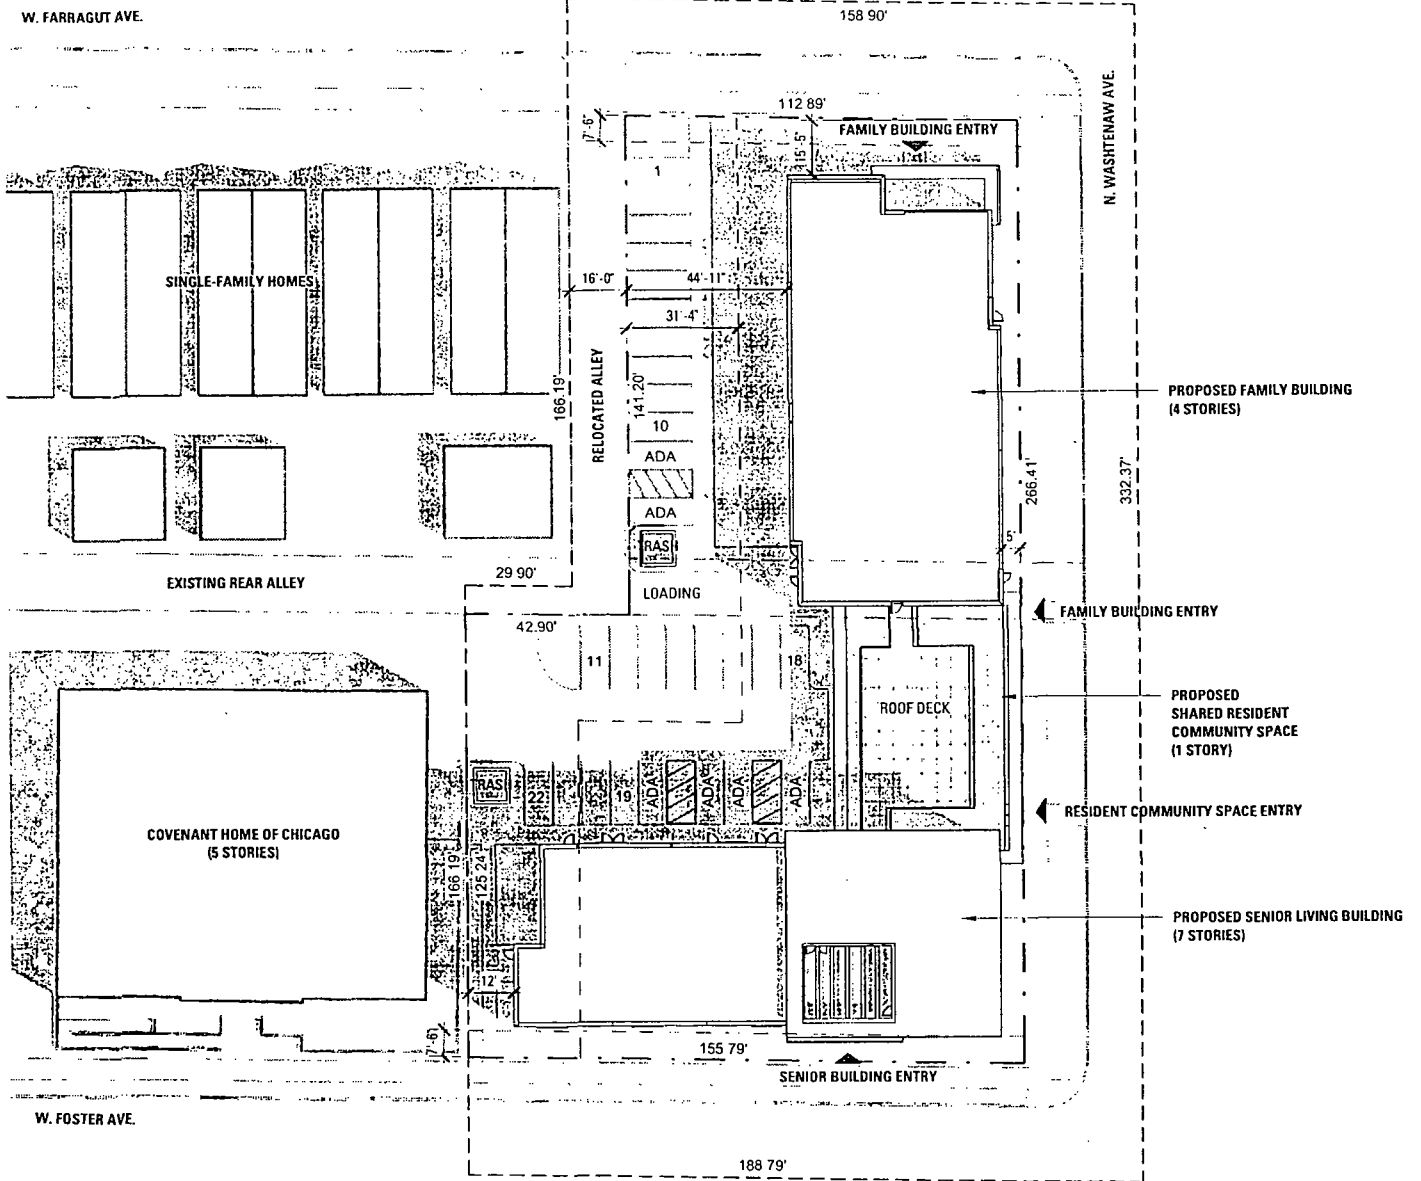 W. FARRAGUT AVE.
158 90'
N. WASHTENAW AVE.
112 89'
7'-6"
FAMILY BUILDING ENTRY
15'-5"
1
SINGLE-FAMILY HOMES
16'-0"
44'-11"
31'-4"
RELOCATED ALLEY
166.19'
141.20'
PROPOSED FAMILY BUILDING
(4 STORIES)
10
ADA
ADA
266.41'
332.37'
RAS
5'
EXISTING REAR ALLEY
29 90'
LOADING
FAMILY BUILDING ENTRY
42.90'
11
18
ROOF DECK
PROPOSED
SHARED RESIDENT
COMMUNITY SPACE
(1 STORY)
RAS
22
19
ADA
ADA
ADA
ADA
RESIDENT COMMUNITY SPACE ENTRY
COVENANT HOME OF CHICAGO
(5 STORIES)
166 19'
125 24'
PROPOSED SENIOR LIVING BUILDING
(7 STORIES)
12'
7'-6"
155 79'
SENIOR BUILDING ENTRY
W. FOSTER AVE.
188 79'